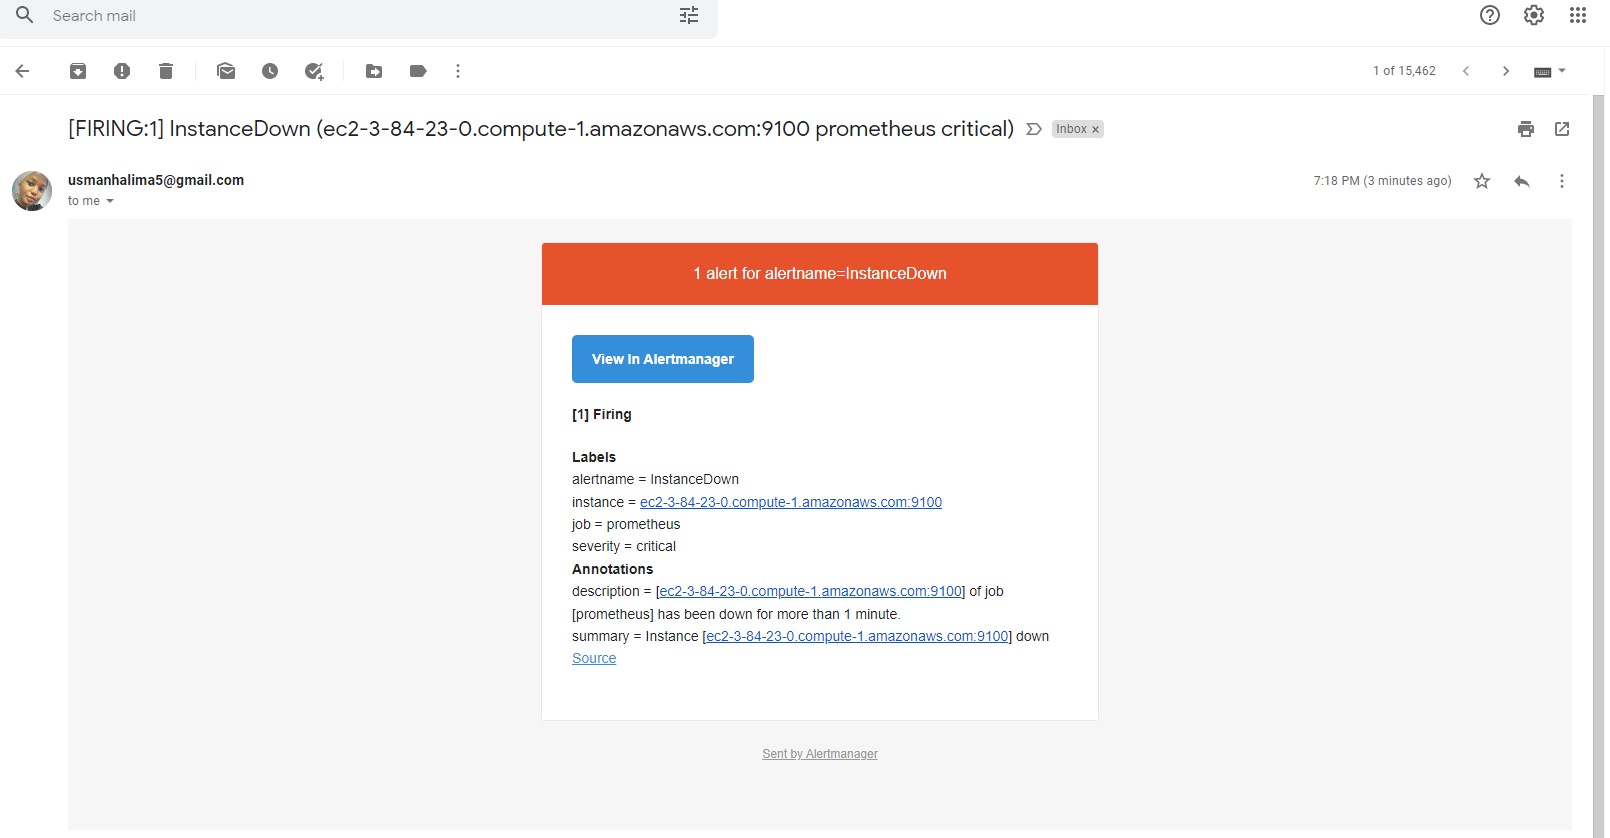 Search mail
1 of 15,462
[FIRING:1] InstanceDown (ec2-3-84-23-0.compute-1.amazonaws.com:9100 prometheus critical)
Inbox ×
usmanhalima5@gmail.com
7:18 PM (3 minutes ago)
to me
1 alert for alertname=InstanceDown
View In Alertmanager
[1] Firing
Labels
alertname = InstanceDown
instance = ec2-3-84-23-0.compute-1.amazonaws.com:9100
job = prometheus
severity = critical
Annotations
description = [ec2-3-84-23-0.compute-1.amazonaws.com:9100] of job
[prometheus] has been down for more than 1 minute.
summary = Instance [ec2-3-84-23-0.compute-1.amazonaws.com:9100] down
Source
Sent by Alertmanager